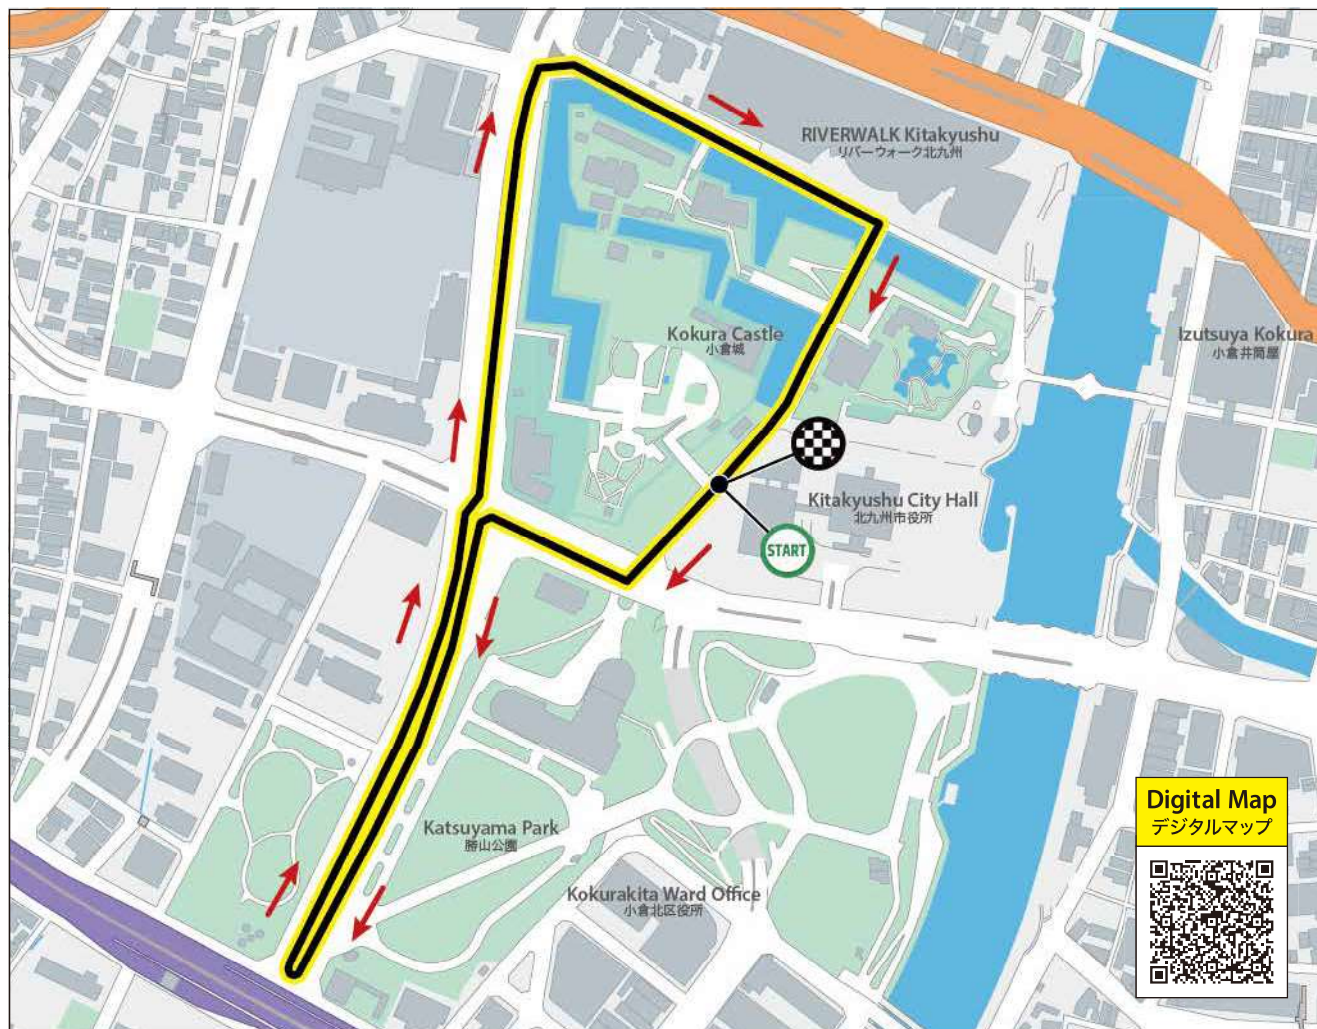 RIVERWALK Kitakyushu
リバーウォーク北九州
Kokura Castle
小倉城
Izutsuya Kokura
小倉井筒屋
Kitakyushu City Hall
北九州市役所
START
Digital Map
デジタルマップ
Katsuyama Park
勝山公園
Kokurakita Ward Office
小倉北区役所